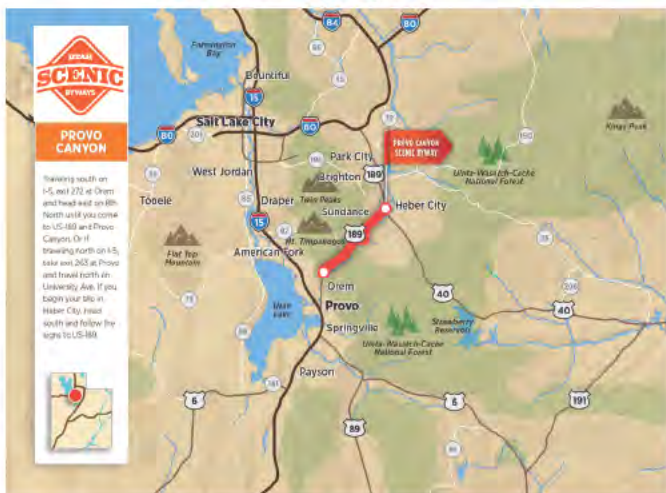 UTAH
SCENIC
BYWAYS
PROVO
CANYON
Traveling south on
I-5, exit 272 at Orem
and head east on 8th
North until you come
to US-189 and Provo
Canyon. Or if
traveling north on I-5,
take exit 263 at Provo
and travel north on
University Ave. If you
begin your trip in
Heber City, head
south and follow the
signs to US-189.
Farmington
Bay
84
Bountiful
15
80
Salt Lake City
80
201
80
Kings Peak
PROVO CANYON
SCENIC BYWAY
150
Park City
West Jordan
Brighton
189
Uinta-Wasatch-Cache
National Forest
Tooele
Draper
Twin Peaks
Heber City
Sundance
15
Mt. Timpanogos
189
35
American Fork
Flat Top
Mountain
Orem
40
Utah
Lake
Provo
Springville
Strawberry
Reservoir
40
Uinta-Wasatch-Cache
National Forest
Payson
6
6
191
89